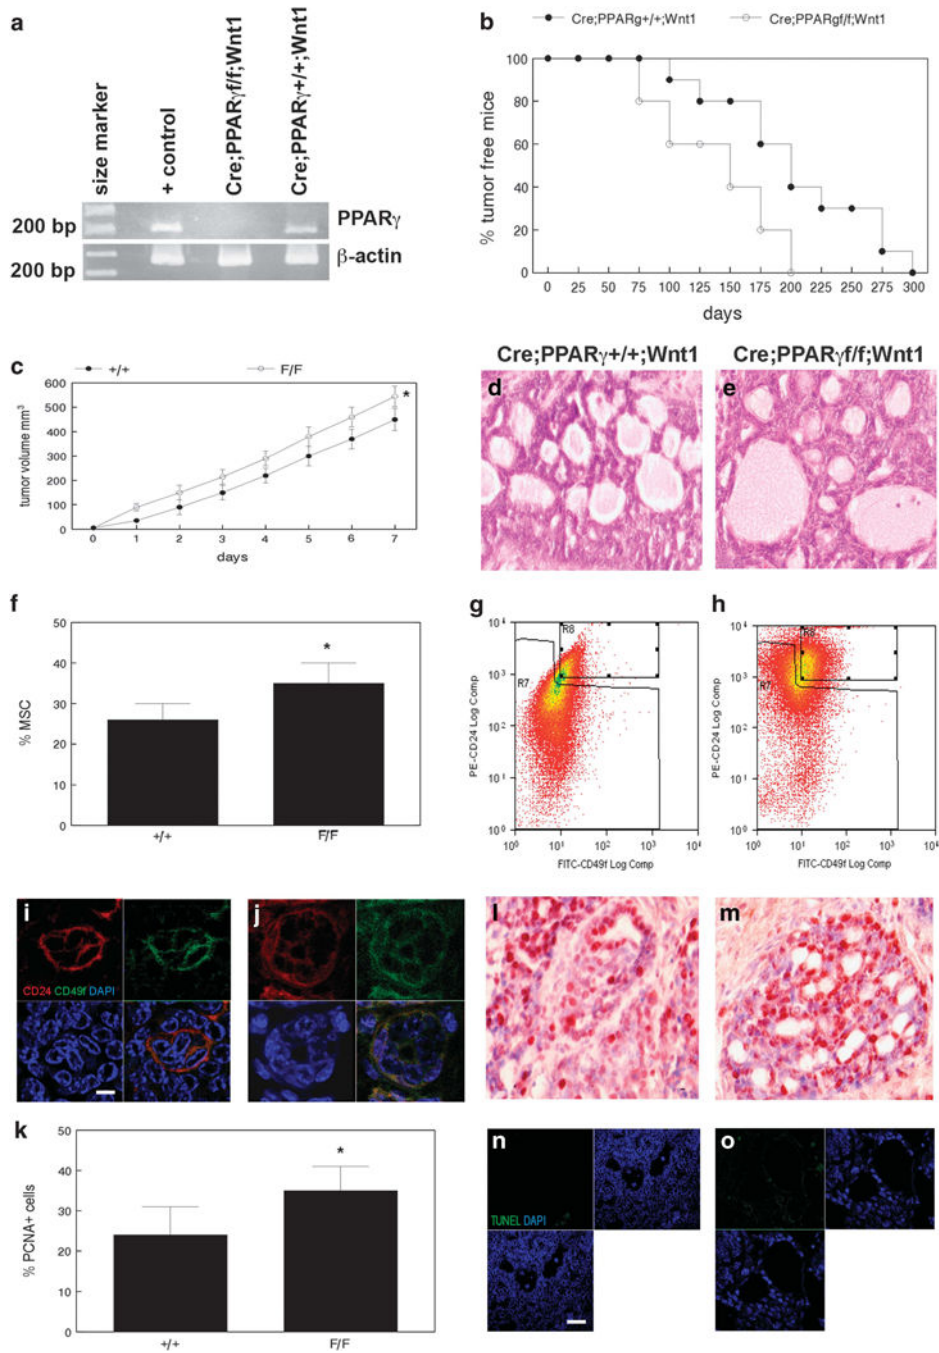 a
size marker
+ control
Cre;PPARγf/f;Wnt1
Cre;PPARγ+/+;Wnt1
200 bp
PPARγ
200 bp
β-actin
b
Cre;PPARg+/+;Wnt1
Cre;PPARgf/f;Wnt1
% tumor free mice
100
80
60
40
20
0
0 25 50 75 100 125 150 175 200 225 250 275 300
days
c
+/+
F/F
tumor volume mm³
600
500
400
300
200
100
0
*
0 1 2 3 4 5 6 7
days
Cre;PPARγ+/+;Wnt1
Cre;PPARγf/f;Wnt1
d
e
f
% MSC
50
40
30
20
10
0
*
+/+
F/F
g
PE-CD24 Log Comp
10⁴
10³
10²
10¹
10⁰
R8
R7
10⁰ 10¹ 10² 10³ 10⁴
FITC-CD49f Log Comp
h
PE-CD24 Log Comp
10⁴
10³
10²
10¹
10⁰
R8
R7
10⁰ 10¹ 10² 10³ 10⁴
FITC-CD49f Log Comp
i
CD24 CD49f DAPI
j
l
m
k
% PCNA+ cells
50
40
30
20
10
0
*
+/+
F/F
n
TUNEL DAPI
o